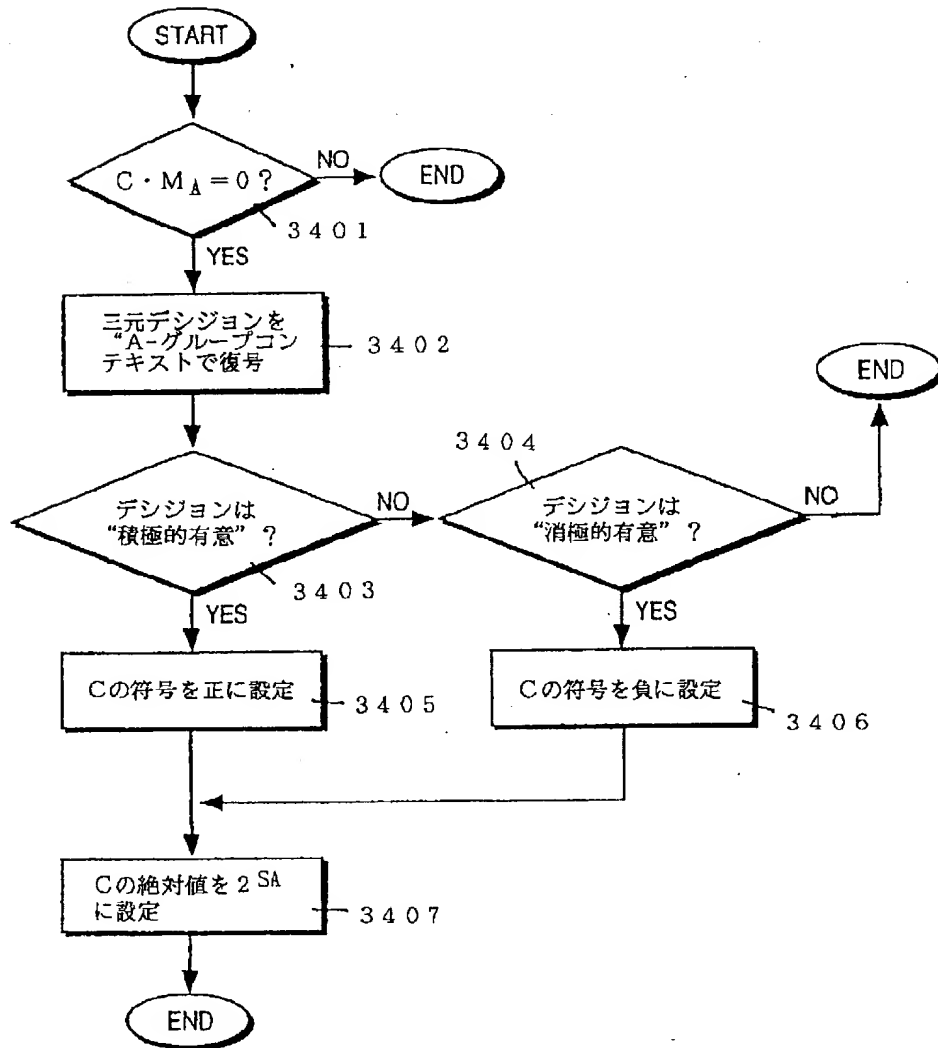 START
C・M A=0?
NO
END
3401
YES
三元デシジョンを
“A-グループコン
テキストで復号
3402
END
3404
デシジョンは
“積極的有意”?
NO
デシジョンは
“消極的有意”?
NO
3403
YES
YES
Cの符号を正に設定
3405
Cの符号を負に設定
3406
Cの絶対値を2 SA
に設定
3407
END